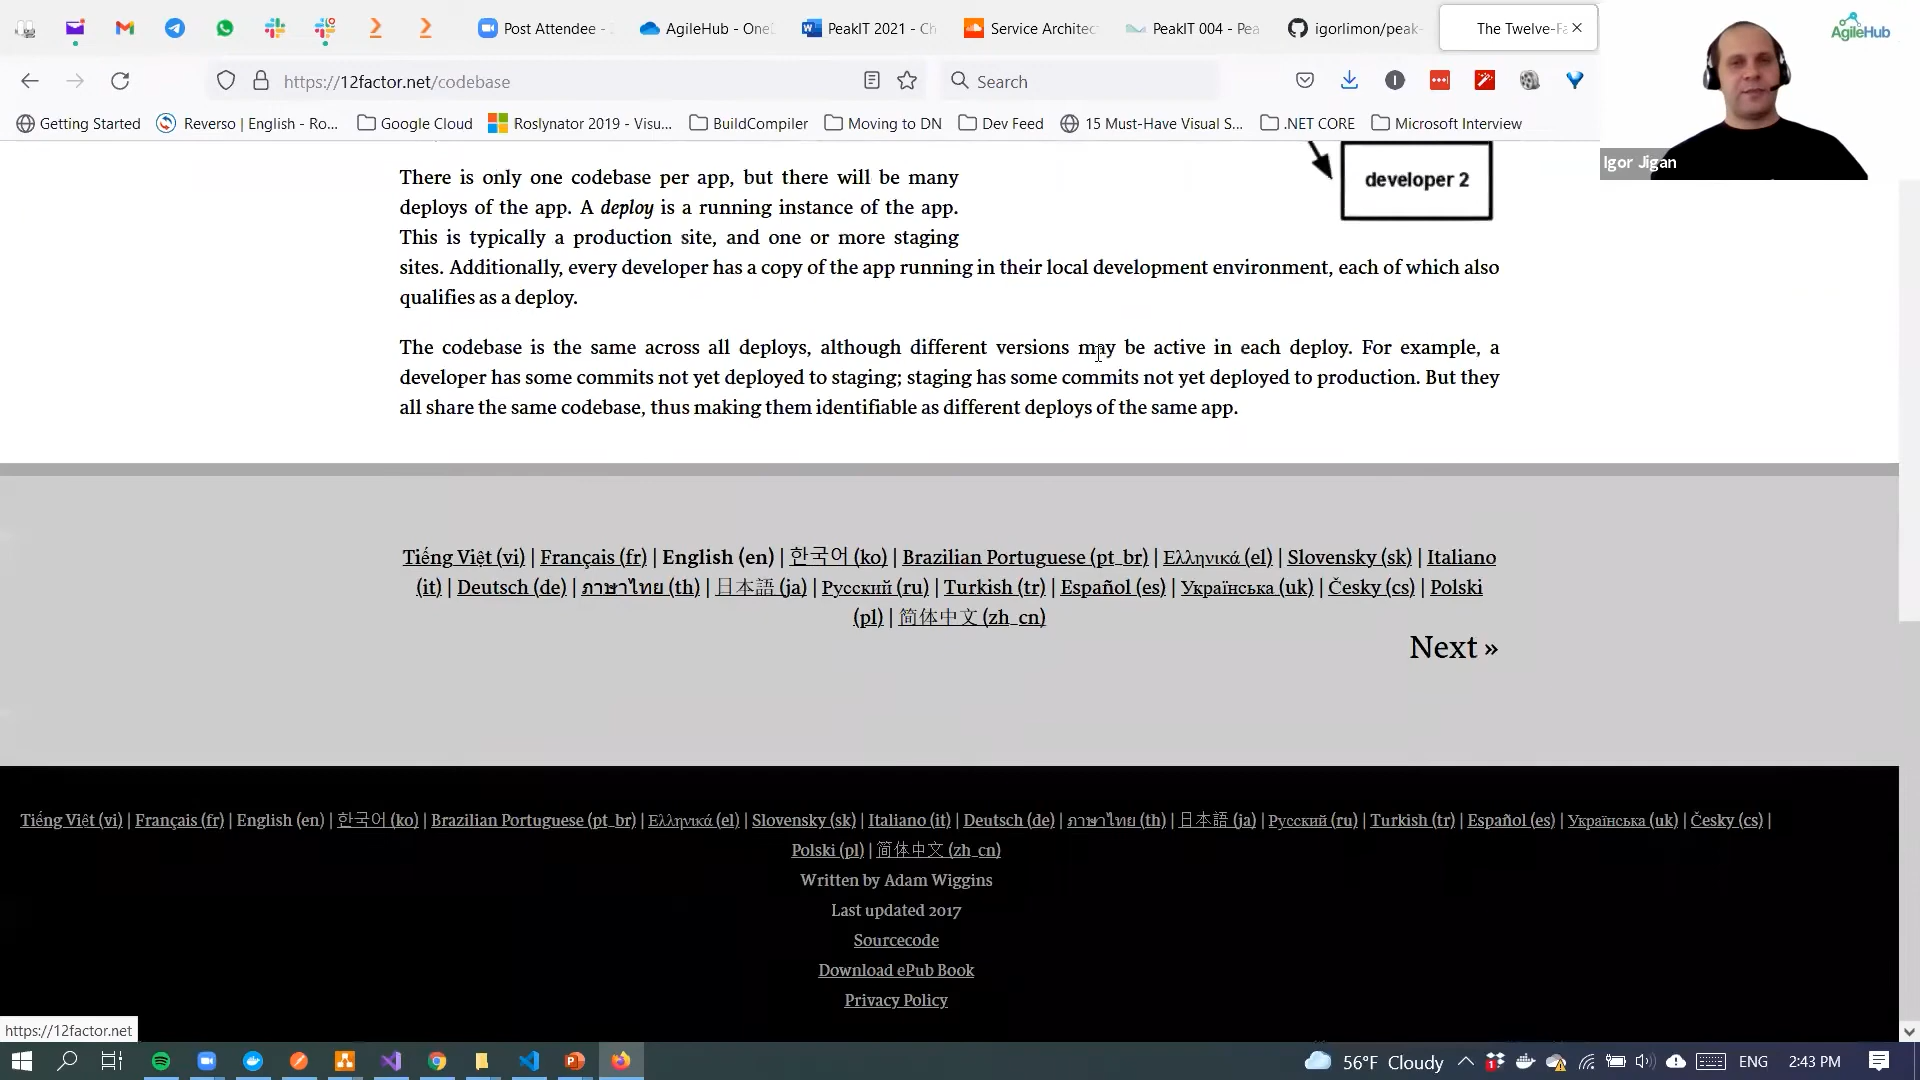 Post Attendee -
AgileHub - One
PeakIT 2021 - C
Service Architec
PeakIT 004 - Pea
igorlimon/peak-
The Twelve-Fa
AgileHub
https://12factor.net/codebase
Search
Getting Started
Reverso | English - Ro...
Google Cloud
Roslynator 2019 - Visu...
BuildCompiler
Moving to DN
Dev Feed
15 Must-Have Visual S...
.NET CORE
Microsoft Interview
Igor Jigan
developer 2
There is only one codebase per app, but there will be many
deploys of the app. A deploy is a running instance of the app.
This is typically a production site, and one or more staging
sites. Additionally, every developer has a copy of the app running in their local development environment, each of which also
qualifies as a deploy.
The codebase is the same across all deploys, although different versions may be active in each deploy. For example, a
developer has some commits not yet deployed to staging; staging has some commits not yet deployed to production. But they
all share the same codebase, thus making them identifiable as different deploys of the same app.
Tiếng Việt (vi) | Français (fr) | English (en) | 한국어 (ko) | Brazilian Portuguese (pt_br) | Ελληνικά (el) | Slovensky (sk) | Italiano
(it) | Deutsch (de) | ภาษาไทย (th) | 日本語 (ja) | Русский (ru) | Turkish (tr) | Español (es) | Українська (uk) | Česky (cs) | Polski
(pl) | 简体中文 (zh_cn)
Next »
Tiếng Việt (vi) | Français (fr) | English (en) | 한국어 (ko) | Brazilian Portuguese (pt_br) | Ελληνικά (el) | Slovensky (sk) | Italiano (it) | Deutsch (de) | ภาษาไทย (th) | 日本語 (ja) | Русский (ru) | Turkish (tr) | Español (es) | Українська (uk) | Česky (cs) |
Polski (pl) | 简体中文 (zh_cn)
Written by Adam Wiggins
Last updated 2017
Sourcecode
Download ePub Book
Privacy Policy
https://12factor.net
56°F Cloudy
ENG
2:43 PM